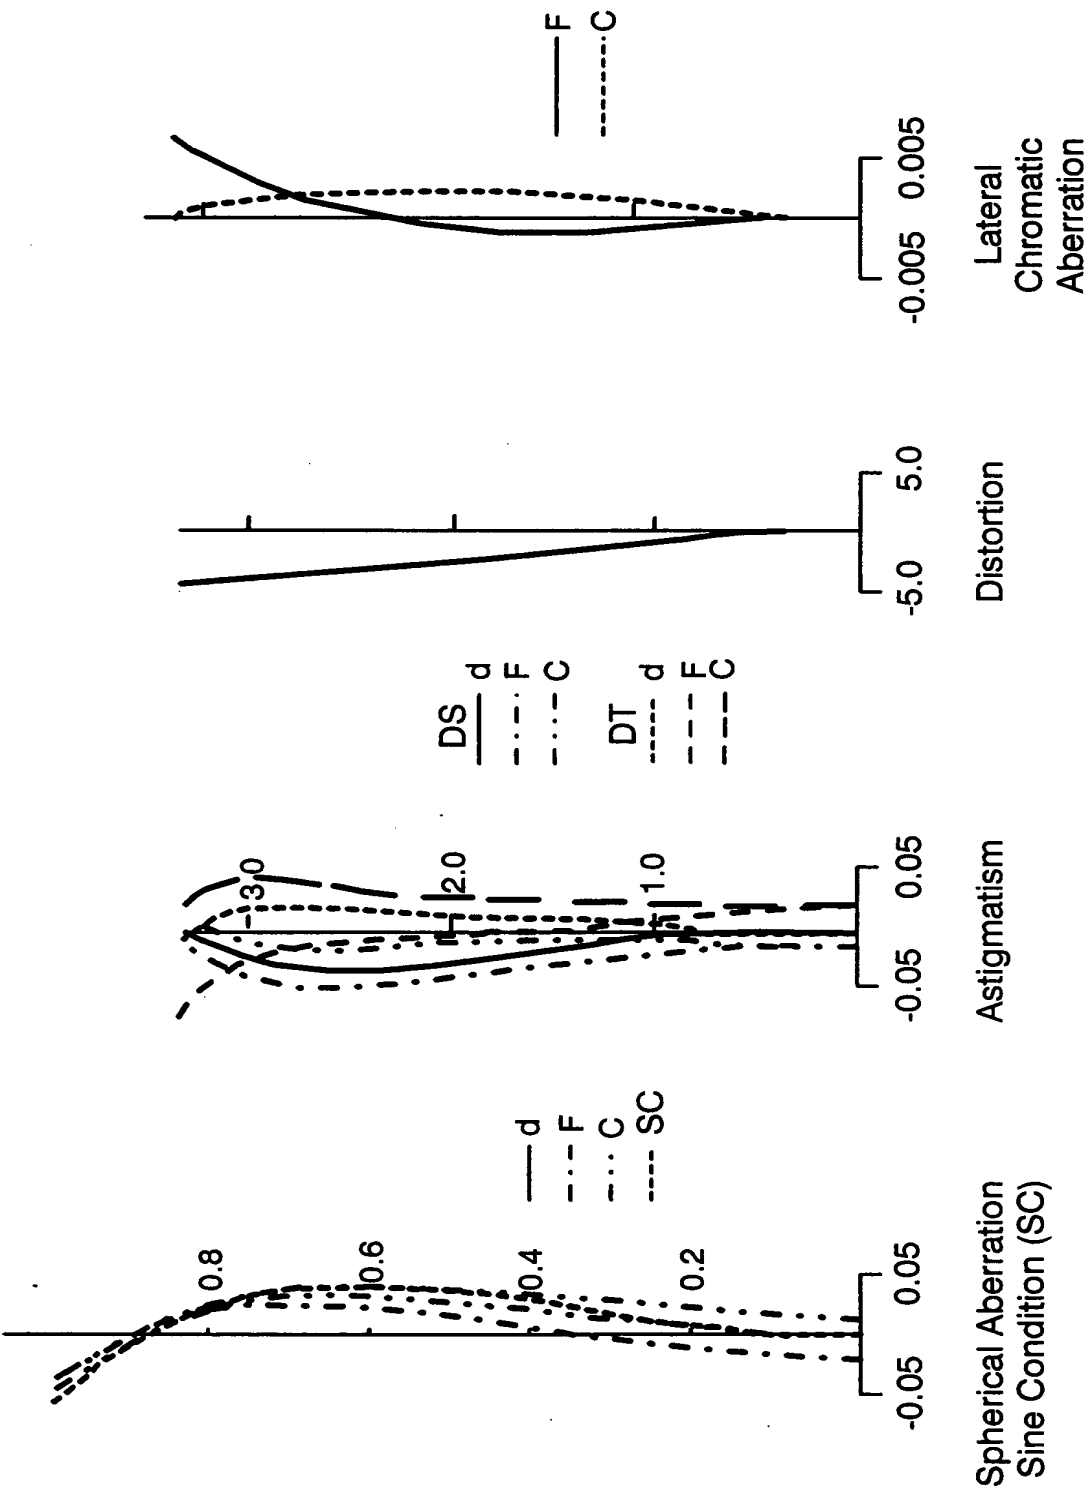 0.8
0.6
0.4
0.2
0.05
-0.05
d
F
C
SC
Spherical Aberration
Sine Condition (SC)
3.0
2.0
1.0
0.05
-0.05
DS
d
F
C
DT
d
F
C
Astigmatism
5.0
-5.0
Distortion
F
C
0.005
-0.005
Lateral
Chromatic
Aberration